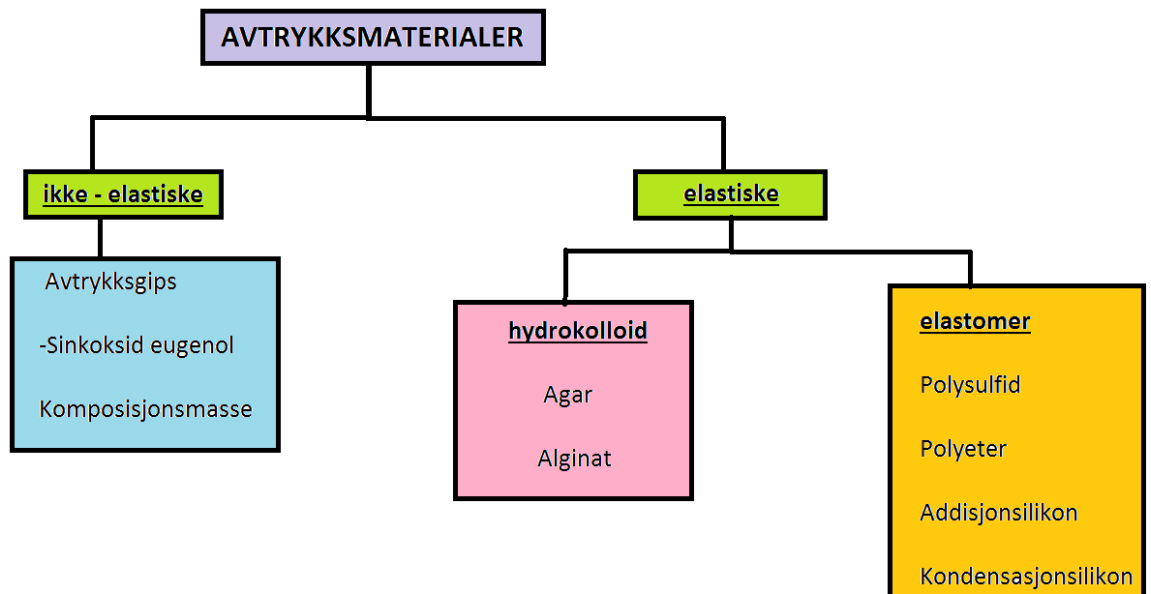 AVTRYKKSMATERIALER
ikke - elastiske
Avtrykksgips
-Sinkoksid eugenol
Komposisjonsmasse
elastiske
hydrokolloid
Agar
Alginat
elastomer
Polysulfid
Polyeter
Addisjonsilikon
Kondensasjonsilikon